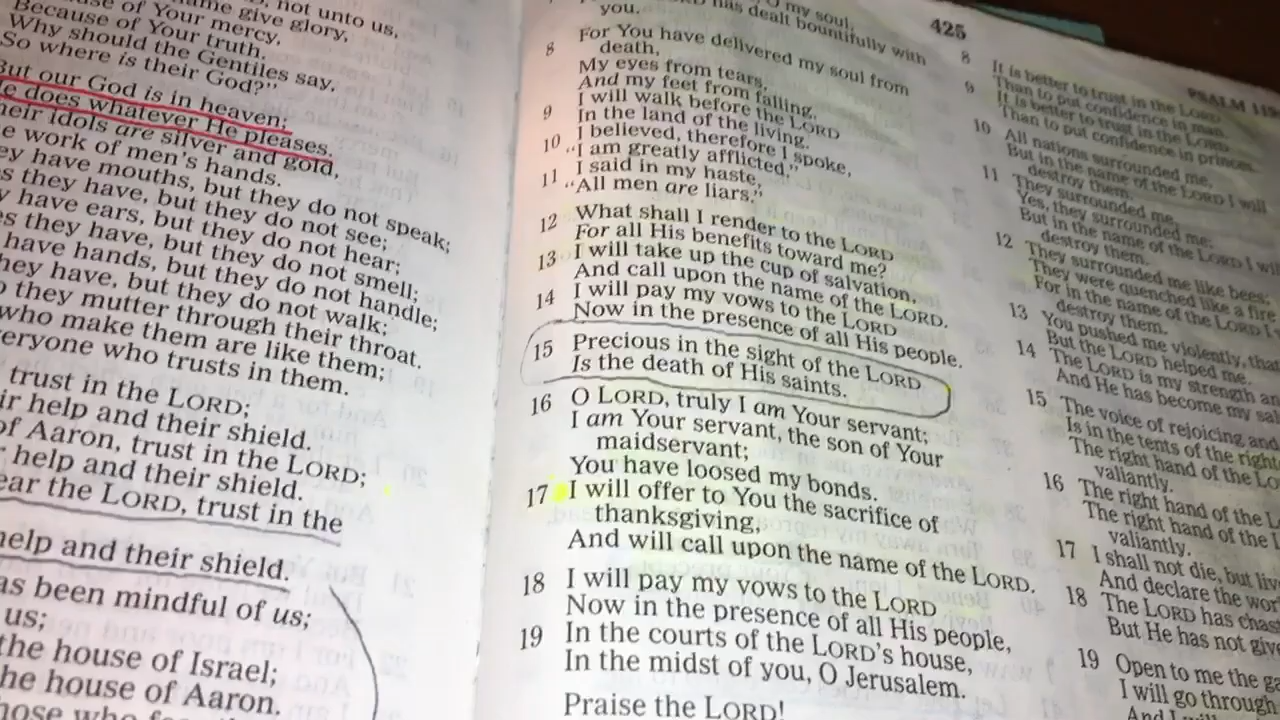 not unto us,
name give glory,
of Your mercy,
Because of Your truth.
Why should the Gentiles say,
So where is their God?"
But our God is in heaven;
He does whatever He pleases.
Their idols are silver and gold,
work of men's hands.
They have mouths, but they do not speak;
they have, but they do not see;
have ears, but they do not hear;
they have, but they do not smell;
have hands, but they do not handle;
they have, but they do not walk;
they mutter through their throat.
who make them are like them;
everyone who trusts in them.
trust in the LORD;
their help and their shield.
of Aaron, trust in the LORD;
help and their shield.
fear the LORD, trust in the
help and their shield.
has been mindful of us;
us;
the house of Israel;
the house of Aaron.
those who
O my soul,
has dealt bountifully with
you.
8 For You have delivered my soul from
death,
My eyes from tears,
And my feet from falling,
9 I will walk before the LORD
In the land of the living.
10 I believed, therefore I spoke,
"I am greatly afflicted,"
11 I said in my haste,
"All men are liars."
12 What shall I render to the LORD
For all His benefits toward me?
13 I will take up the cup of salvation,
And call upon the name of the LORD.
14 I will pay my vows to the LORD
Now in the presence of all His people.
15 Precious in the sight of the LORD
Is the death of His saints.
16 O LORD, truly I am Your servant;
I am Your servant, the son of Your
maidservant;
You have loosed my bonds.
17 I will offer to You the sacrifice of
thanksgiving,
And will call upon the name of the LORD.
18 I will pay my vows to the LORD
Now in the presence of all His people,
19 In the courts of the LORD'S house,
In the midst of you, O Jerusalem.
Praise the LORD!
425
PSALM 119
8 It is better to trust in the LORD
Than to put confidence in man.
9 It is better to trust in the LORD
Than to put confidence in princes.
10 All nations surrounded me,
But in the name of the LORD I will
destroy them.
11 They surrounded me,
Yes, they surrounded me;
But in the name of the LORD I will
destroy them.
12 They surrounded me like bees;
They were quenched like a fire
For in the name of the LORD I
destroy them.
13 You pushed me violently, that
But the LORD helped me.
14 The LORD is my strength and
And He has become my
15 The voice of rejoicing and
Is in the tents of the
The right hand of the
valiantly.
16 The right hand of the
The right hand of the
valiantly.
17 I shall not die, but
And declare the
18 The LORD has
But He has not
19 Open to me the
I will go through
And I